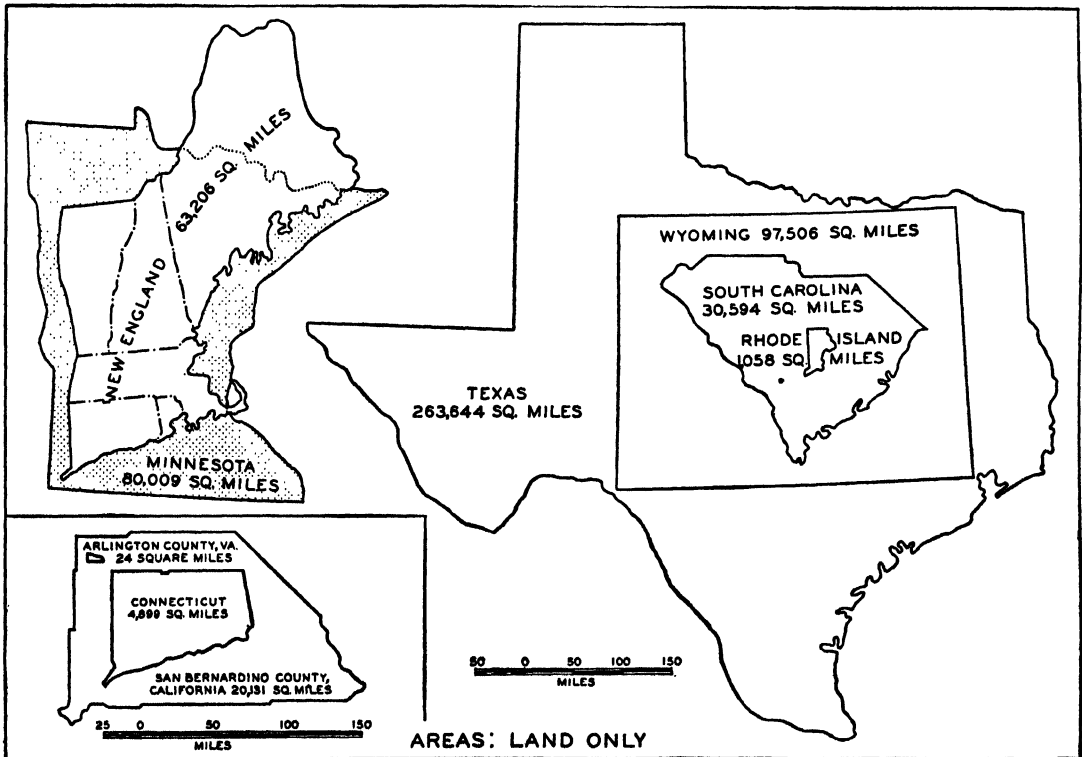 63,206 SQ. MILES
NEW ENGLAND
MINNESOTA
80,009 SQ. MILES
WYOMING 97,506 SQ. MILES
SOUTH CAROLINA
30,594 SQ. MILES
RHODE ISLAND
1058 SQ. MILES
TEXAS
263,644 SQ. MILES
ARLINGTON COUNTY, VA.
24 SQUARE MILES
CONNECTICUT
4,899 SQ. MILES
SAN BERNARDINO COUNTY,
CALIFORNIA 20,131 SQ. MILES
25 0 50 100 150
MILES
50 0 50 100 150
MILES
AREAS: LAND ONLY